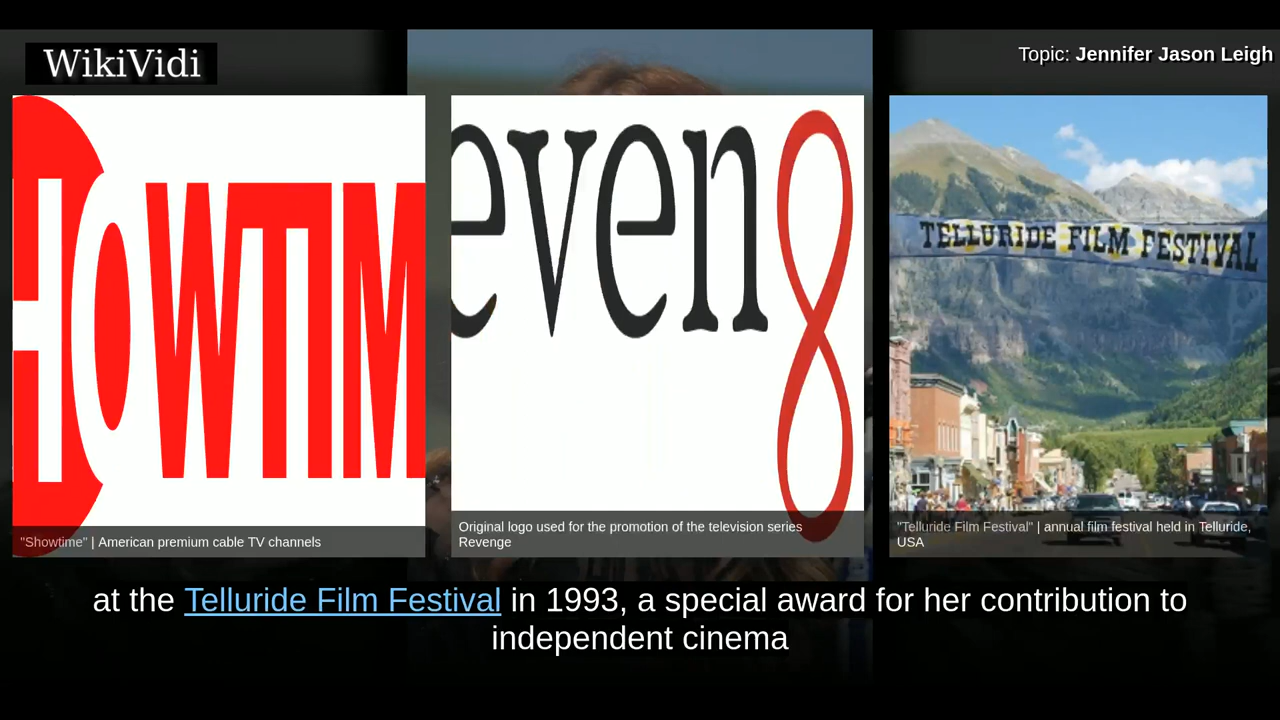 WikiVidi
Topic: Jennifer Jason Leigh
HOWTIM
even8
TELLURIDE FILM FESTIVAL
"Showtime" | American premium cable TV channels
Original logo used for the promotion of the television series
Revenge
"Telluride Film Festival" | annual film festival held in Telluride,
USA
at the Telluride Film Festival in 1993, a special award for her contribution to
independent cinema